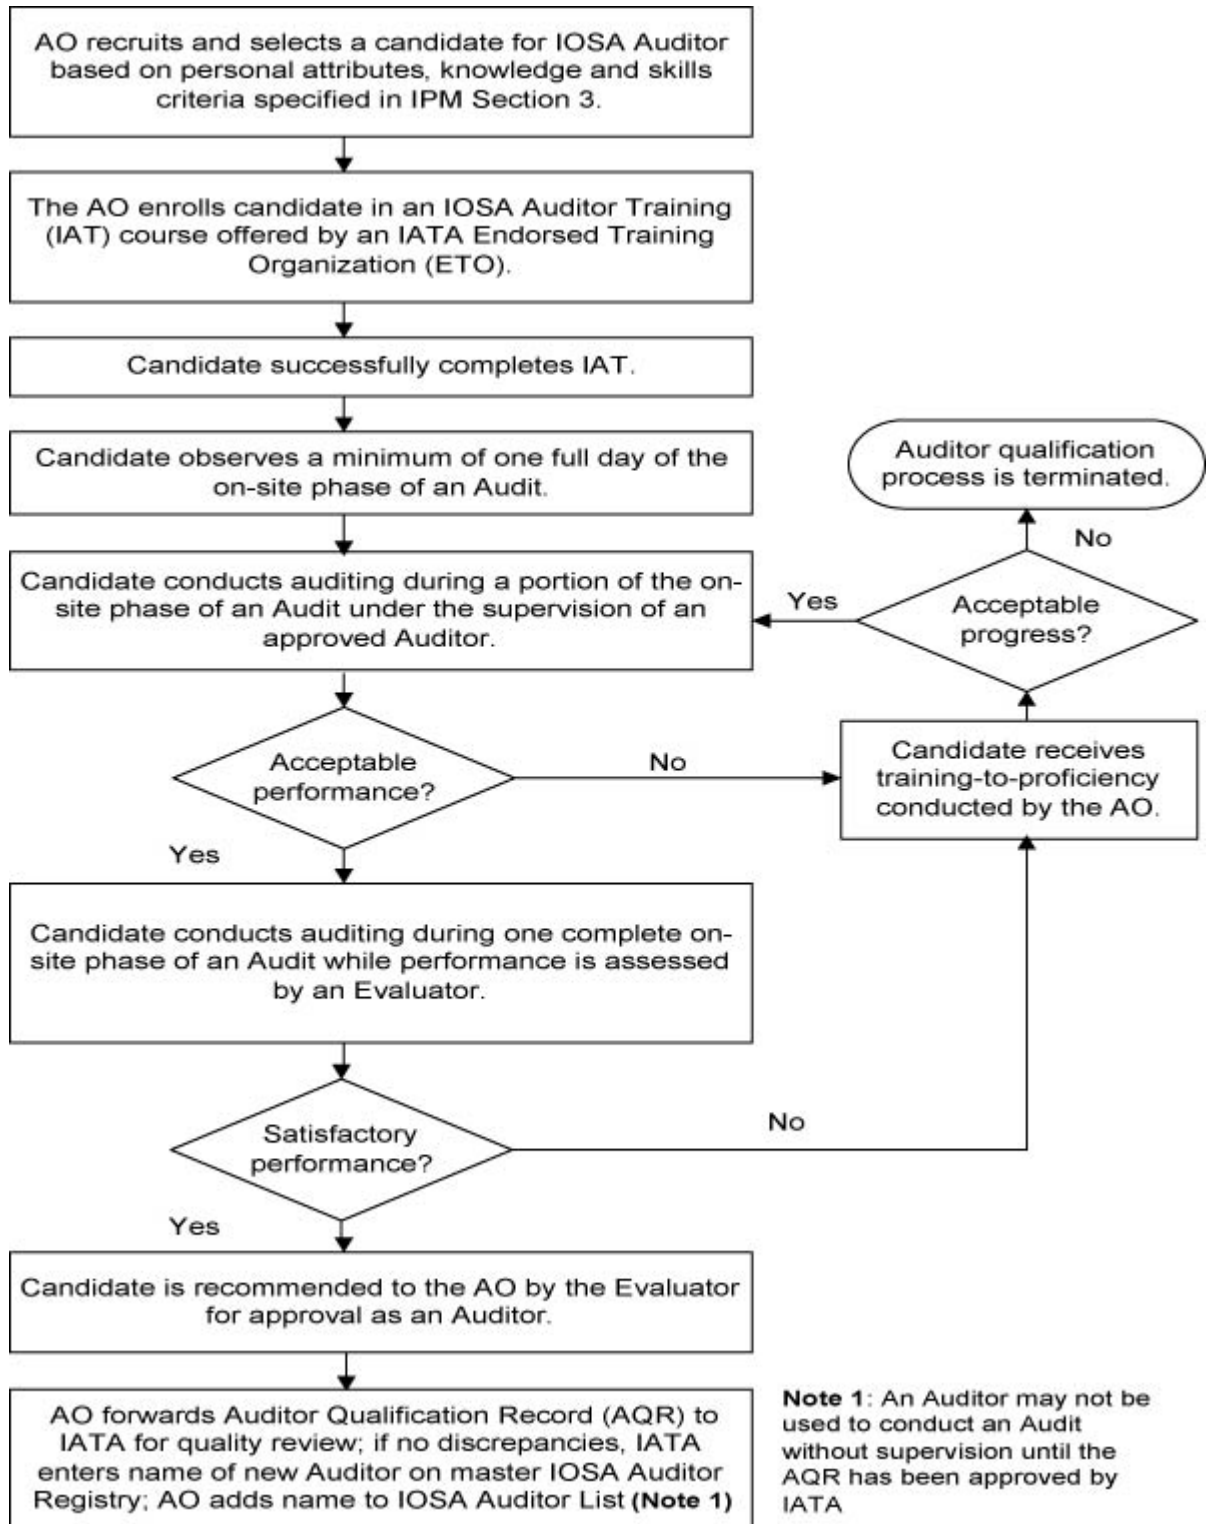 AO recruits and selects a candidate for IOSA Auditor
based on personal attributes, knowledge and skills
criteria specified in IPM Section 3.
The AO enrolls candidate in an IOSA Auditor Training
(IAT) course offered by an IATA Endorsed Training
Organization (ETO).
Candidate successfully completes IAT.
Candidate observes a minimum of one full day of the
on-site phase of an Audit.
Auditor qualification
process is terminated.
No
Candidate conducts auditing during a portion of the on-
site phase of an Audit under the supervision of an
approved Auditor.
Yes
Acceptable
progress?
Acceptable
performance?
No
Candidate receives
training-to-proficiency
conducted by the AO.
Yes
Candidate conducts auditing during one complete on-
site phase of an Audit while performance is assessed
by an Evaluator.
Satisfactory
performance?
No
Yes
Candidate is recommended to the AO by the Evaluator
for approval as an Auditor.
AO forwards Auditor Qualification Record (AQR) to
IATA for quality review; if no discrepancies, IATA
enters name of new Auditor on master IOSA Auditor
Registry; AO adds name to IOSA Auditor List (Note 1)
Note 1: An Auditor may not be
used to conduct an Audit
without supervision until the
AQR has been approved by
IATA